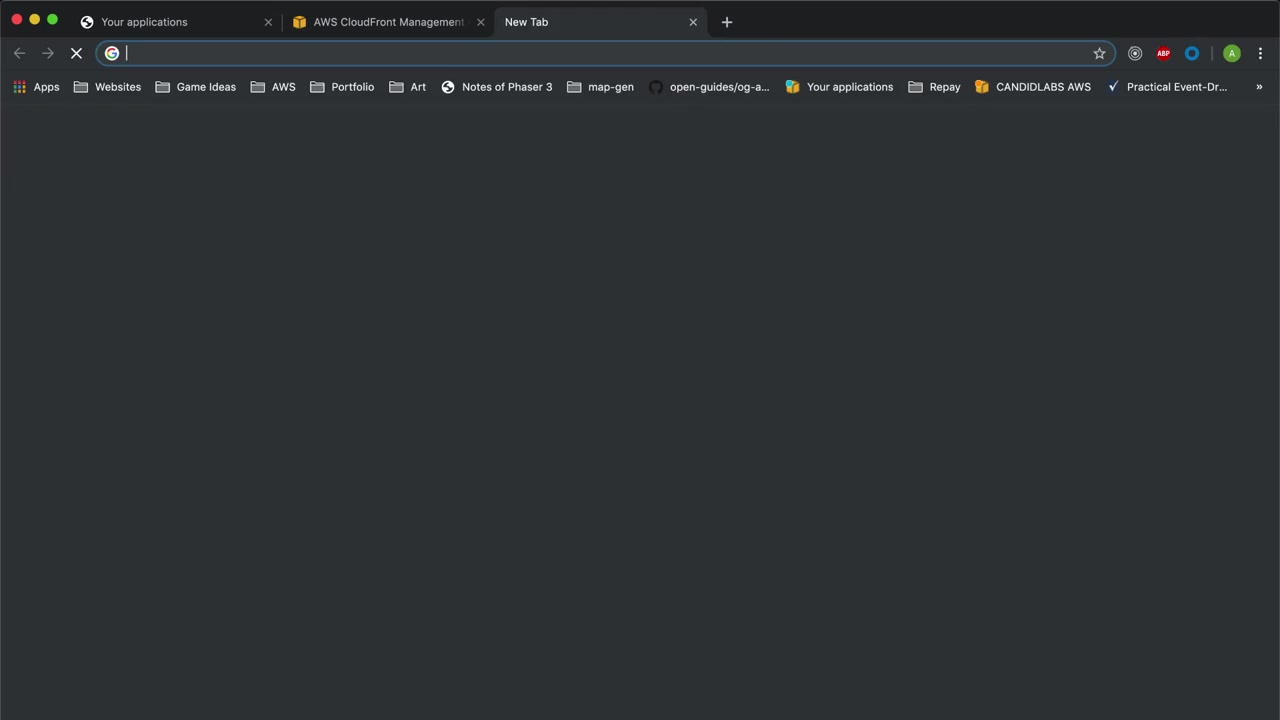 Your applications
AWS CloudFront Management
New Tab
Apps Websites Game Ideas AWS Portfolio Art Notes of Phaser 3 map-gen open-guides/og-a... Your applications Repay CANDIDLABS AWS Practical Event-Dr... »
ABP
A